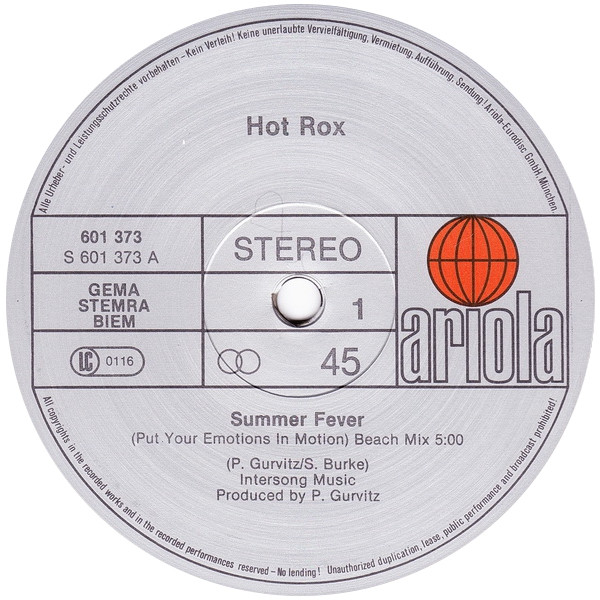 Alle Urheber- und Leistungsschutzrechte vorbehalten – Kein Verleih! Keine unerlaubte Vervielfältigung, Vermietung, Aufführung, Sendung! Ariola-Eurodisc GmbH, München.
Hot Rox
601 373
S 601 373 A
STEREO
GEMA
STEMRA
BIEM
1
LC 0116
45
ariola
Summer Fever
(Put Your Emotions In Motion) Beach Mix 5:00
(P. Gurvitz/S. Burke)
Intersong Music
Produced by P. Gurvitz
All copyrights in the recorded works and in the recorded performances reserved – No lending! Unauthorized duplication, lease, public performance and broadcast prohibited!